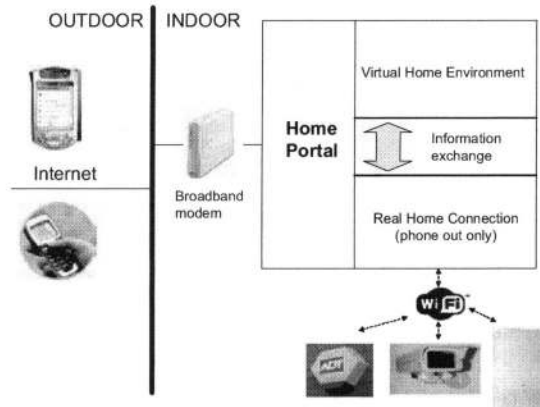 OUTDOOR
INDOOR
Internet
Broadband
modem
Home
Portal
Virtual Home Environment
Information
exchange
Real Home Connection
(phone out only)
Wi Fi
ADT